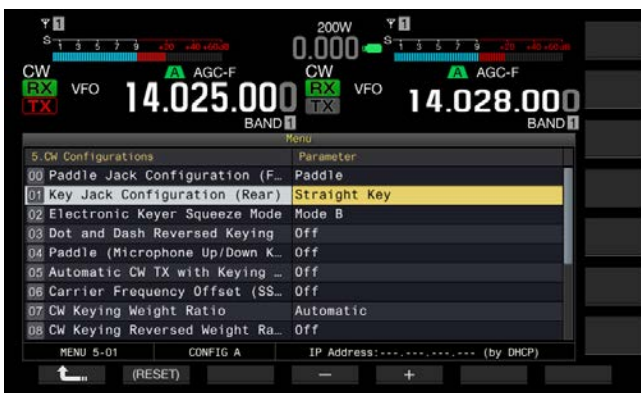 1 200W 1
S 1 3 5 7 9 +20 +40 +60dB 0.000 S 1 3 5 7 9 +20 +40 +60dB
CW A AGC-F CW A AGC-F
RX TX VFO 14.025.000 RX TX VFO 14.028.000
BAND 1 BAND 1
Menu
5.CW Configurations Parameter
00 Paddle Jack Configuration (F… Paddle
01 Key Jack Configuration (Rear) Straight Key
02 Electronic Keyer Squeeze Mode Mode B
03 Dot and Dash Reversed Keying Off
04 Paddle (Microphone Up/Down K… Off
05 Automatic CW TX with Keying … Off
06 Carrier Frequency Offset (SS… Off
07 CW Keying Weight Ratio Automatic
08 CW Keying Reversed Weight Ra… Off
MENU 5-01 CONFIG A IP Address:---.---.---.--- (by DHCP)
(RESET) − +